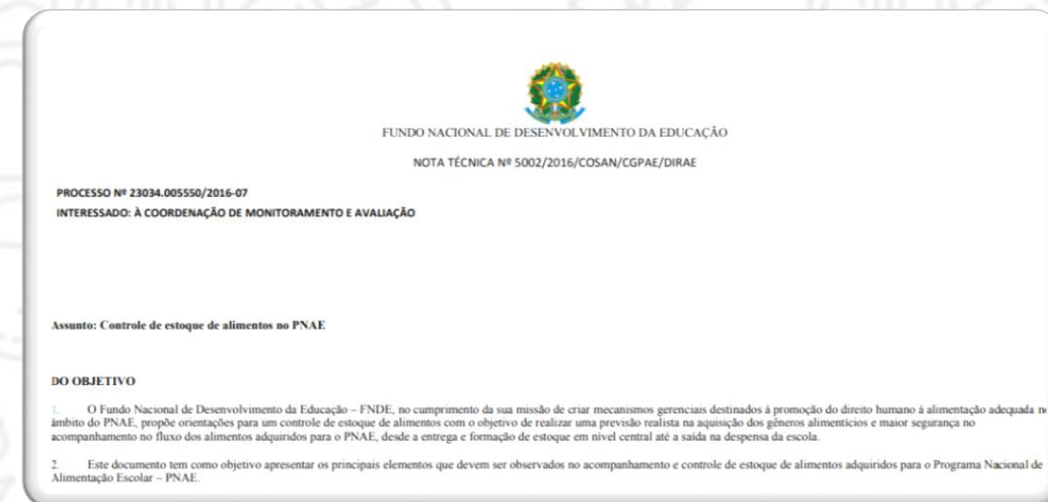 FUNDO NACIONAL DE DESENVOLVIMENTO DA EDUCAÇÃO
NOTA TÉCNICA Nº 5002/2016/COSAN/CGPAE/DIRAE
PROCESSO Nº 23034.005550/2016-07
INTERESSADO: À COORDENAÇÃO DE MONITORAMENTO E AVALIAÇÃO
Assunto: Controle de estoque de alimentos no PNAE
DO OBJETIVO
1. O Fundo Nacional de Desenvolvimento da Educação – FNDE, no cumprimento da sua missão de criar mecanismos gerenciais destinados à promoção do direito humano à alimentação adequada n
âmbito do PNAE, propõe orientações para um controle de estoque de alimentos com o objetivo de realizar uma previsão realista na aquisição dos gêneros alimentícios e maior segurança no
acompanhamento no fluxo dos alimentos adquiridos para o PNAE, desde a entrega e formação de estoque em nível central até a saída na despensa da escola.
2. Este documento tem como objetivo apresentar os principais elementos que devem ser observados no acompanhamento e controle de estoque de alimentos adquiridos para o Programa Nacional de
Alimentação Escolar – PNAE.